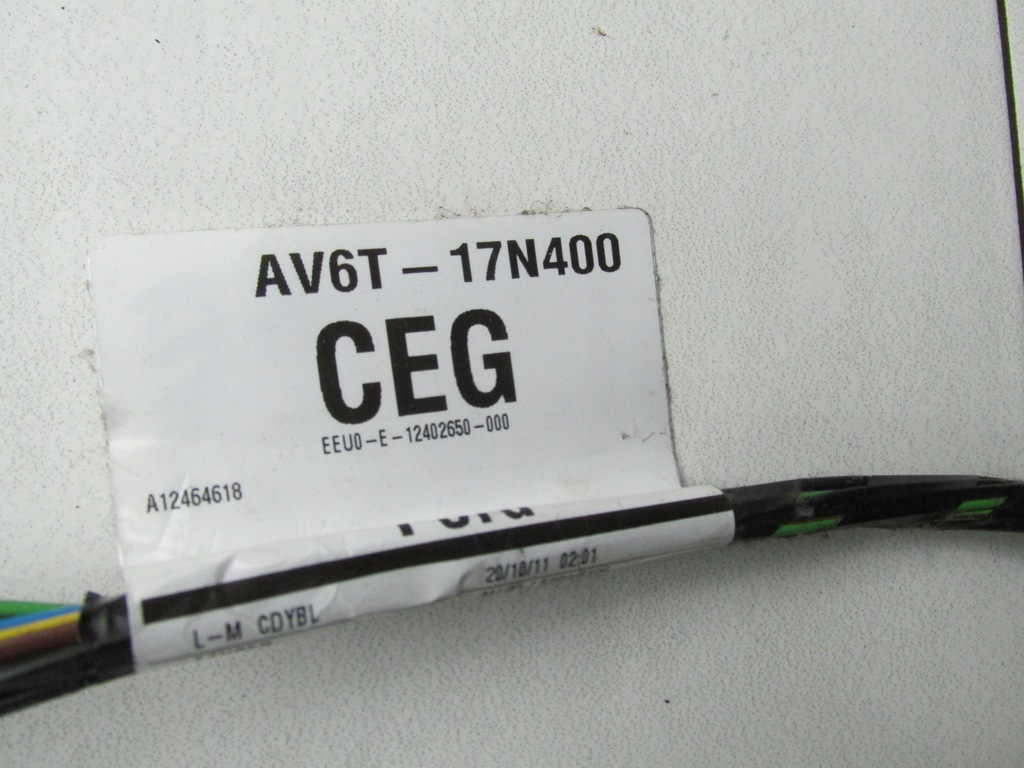 AV6T – 17N400
CEG
EEU0-E-12402650-000
A12464618
20/10/11 02:01
L-M CDYBL